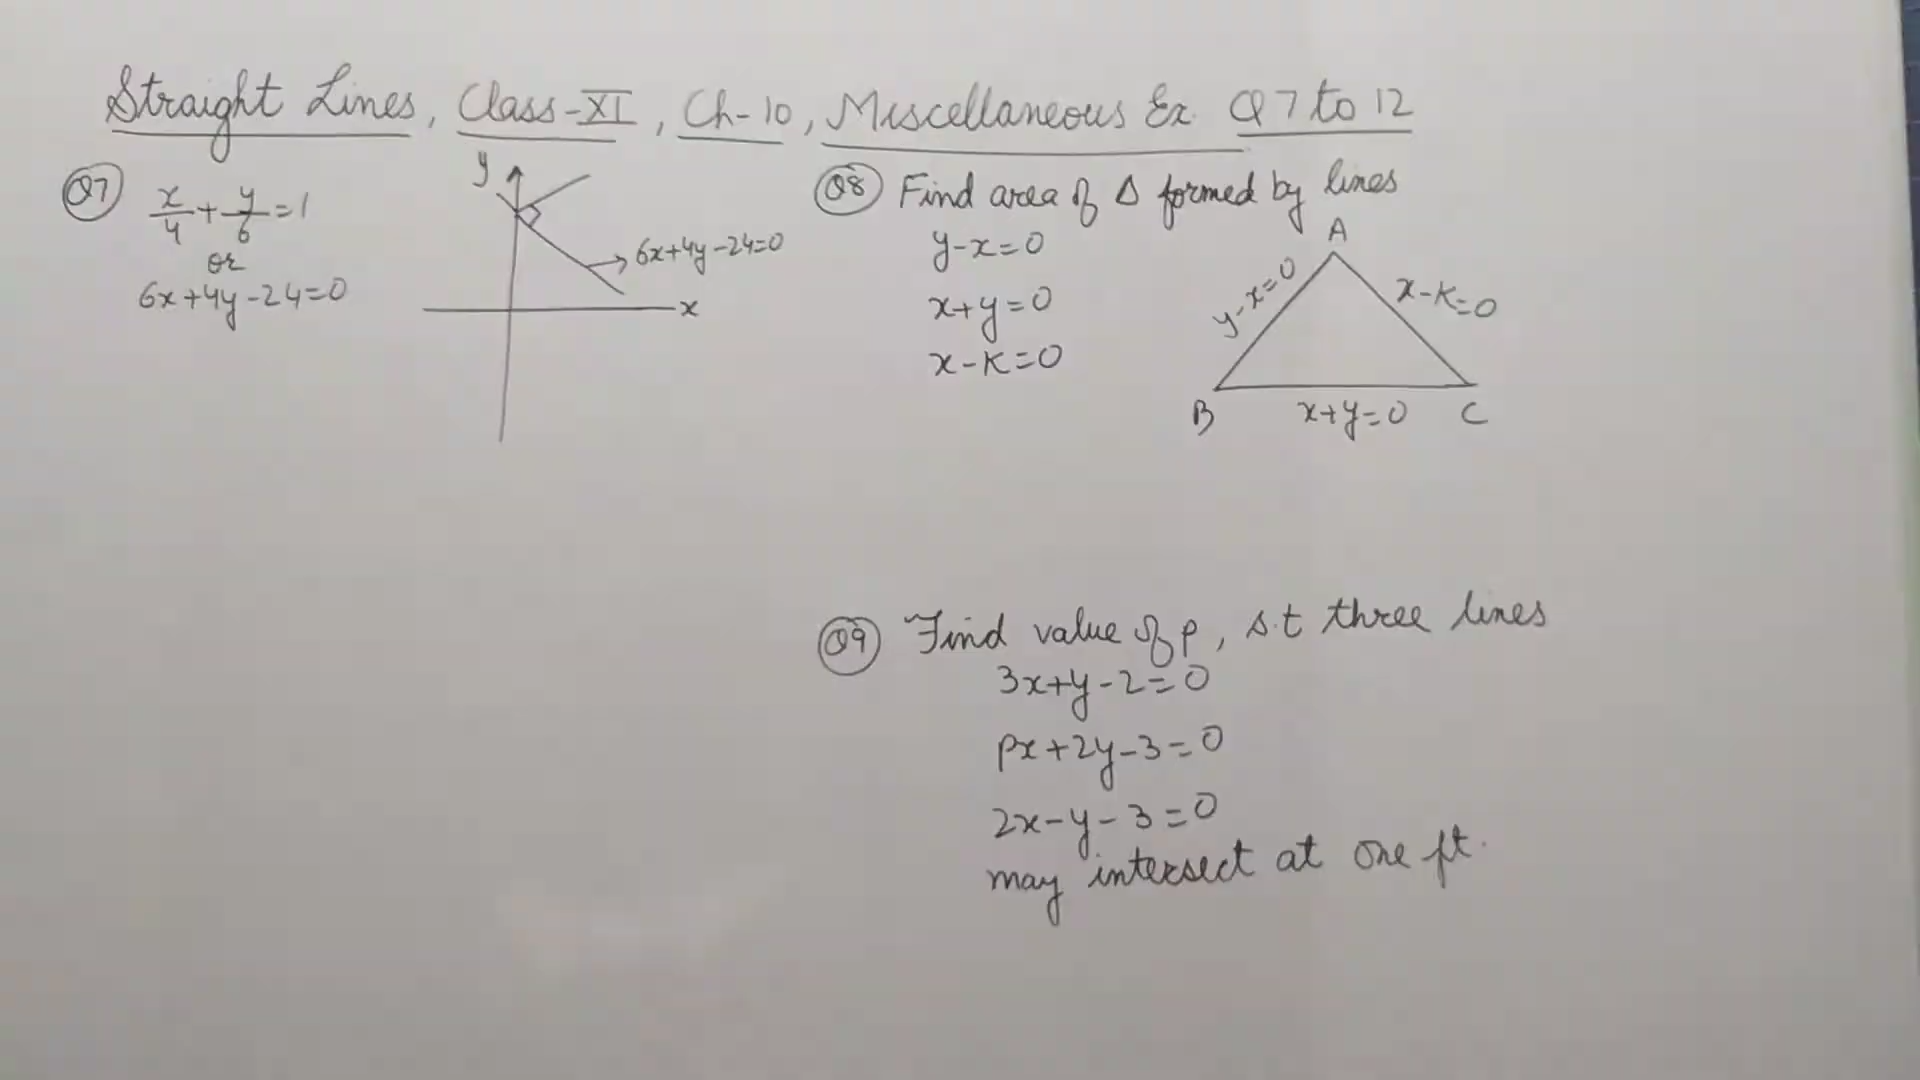 Straight Lines, Class-XI, Ch-10, Miscellaneous Ex. Q7 to 12
Q7
x/4 + y/6 = 1
or
6x+4y-24=0
y
6x+4y-24=0
x
Q8 Find area of Δ formed by lines
y-x=0
x+y=0
x-K=0
A
y-x=0
x-K=0
B
x+y=0
C
Q9 Find value of p, s.t three lines
3x+y-2=0
px+2y-3=0
2x-y-3=0
may intersect at one pt.